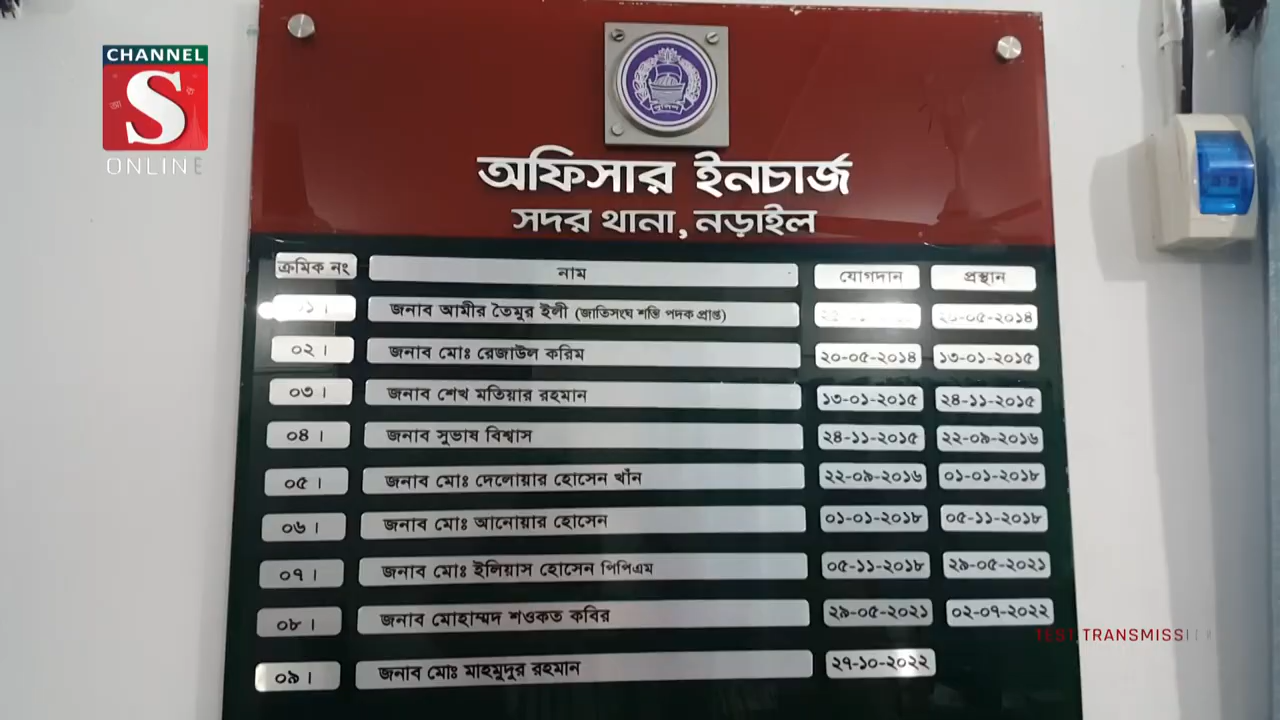 CHANNEL
S
ONLINE
পুলিশ
অফিসার ইনচার্জ
সদর থানা, নড়াইল
ক্রমিক নং নাম যোগদান প্রস্থান
০১। জনাব আমীর তৈমুর ইলী (জাতিসংঘ শান্তি পদক প্রাপ্ত) ২০-০৫-২০১৪
০২। জনাব মোঃ রেজাউল করিম ২০-০৫-২০১৪ ১৩-০১-২০১৫
০৩। জনাব শেখ মতিয়ার রহমান ১৩-০১-২০১৫ ২৪-১১-২০১৫
০৪। জনাব সুভাষ বিশ্বাস ২৪-১১-২০১৫ ২২-০৯-২০১৬
০৫। জনাব মোঃ দেলোয়ার হোসেন খাঁন ২২-০৯-২০১৬ ০১-০১-২০১৮
০৬। জনাব মোঃ আনোয়ার হোসেন ০১-০১-২০১৮ ০৫-১১-২০১৮
০৭। জনাব মোঃ ইলিয়াস হোসেন পিপিএম ০৫-১১-২০১৮ ২৯-০৫-২০২১
০৮। জনাব মোহাম্মদ শওকত কবির ২৯-০৫-২০২১ ০২-০৭-২০২২
TEST TRANSMISSION
০৯। জনাব মোঃ মাহমুদুর রহমান ২৭-১০-২০২২